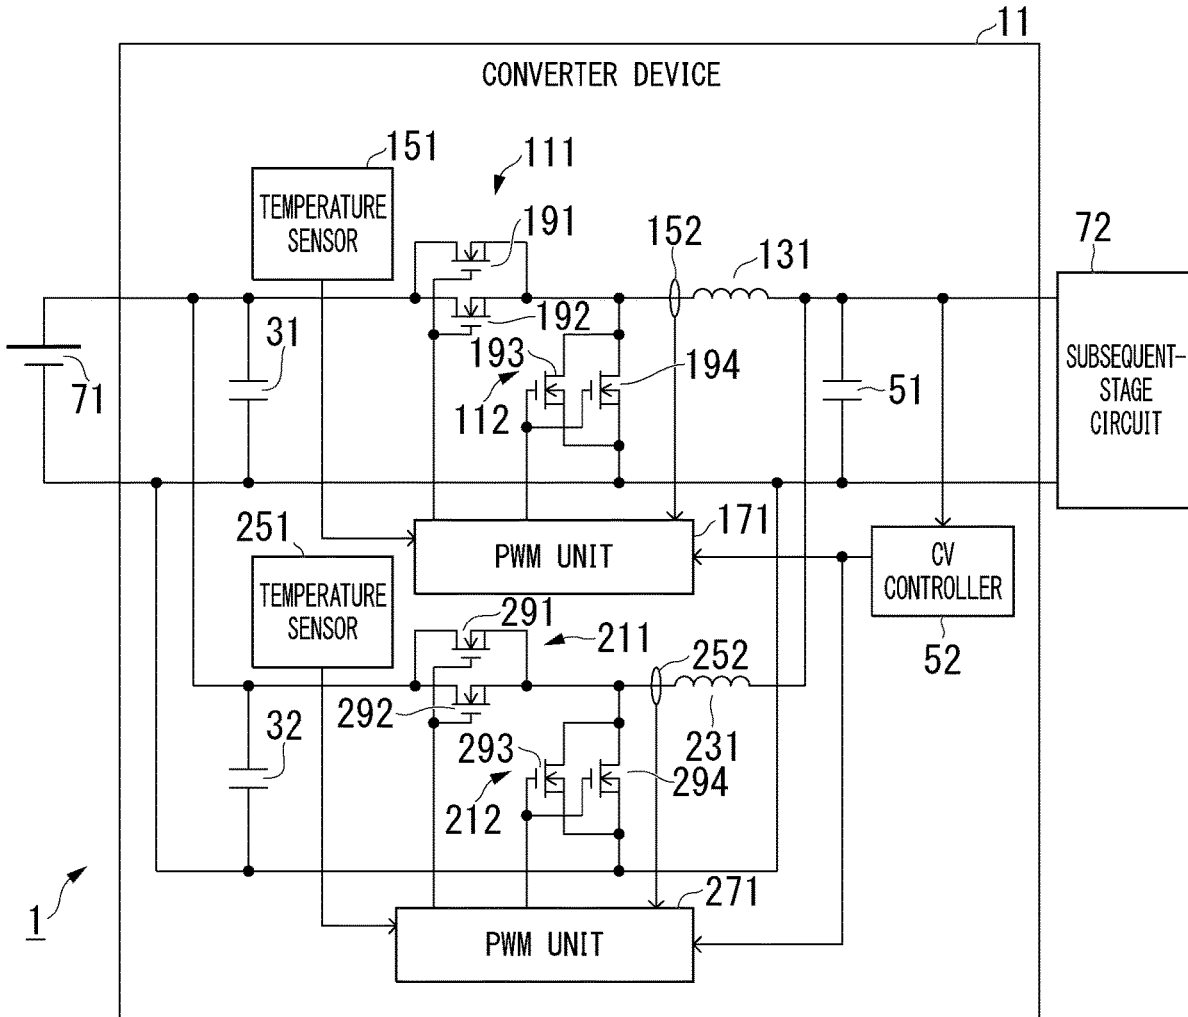 11
CONVERTER DEVICE
151
111
TEMPERATURE
SENSOR
191
152
131
72
192
31
193
194
71
112
51
SUBSEQUENT-
STAGE
CIRCUIT
251
171
PWM UNIT
CV
CONTROLLER
TEMPERATURE
SENSOR
291
211
252
52
292
32
293
231
294
212
271
1
PWM UNIT